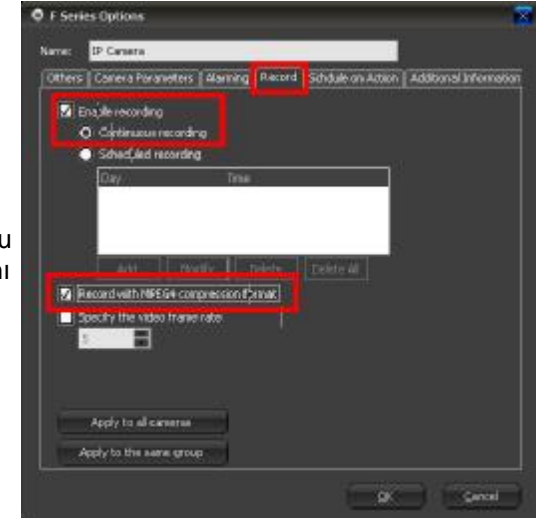 F Series Options
Name: IP Camera
Others Camera Parametters Alarming Record Schdule on Action Additional Information
Enable recording
Continuous recording
Scheduled recording
Day Time
u
ı
Add Modify Delete Delete All
Record with MPEG4 compression format
Specify the video frame rate
5
Apply to all cameras
Apply to the same group
OK Cancel